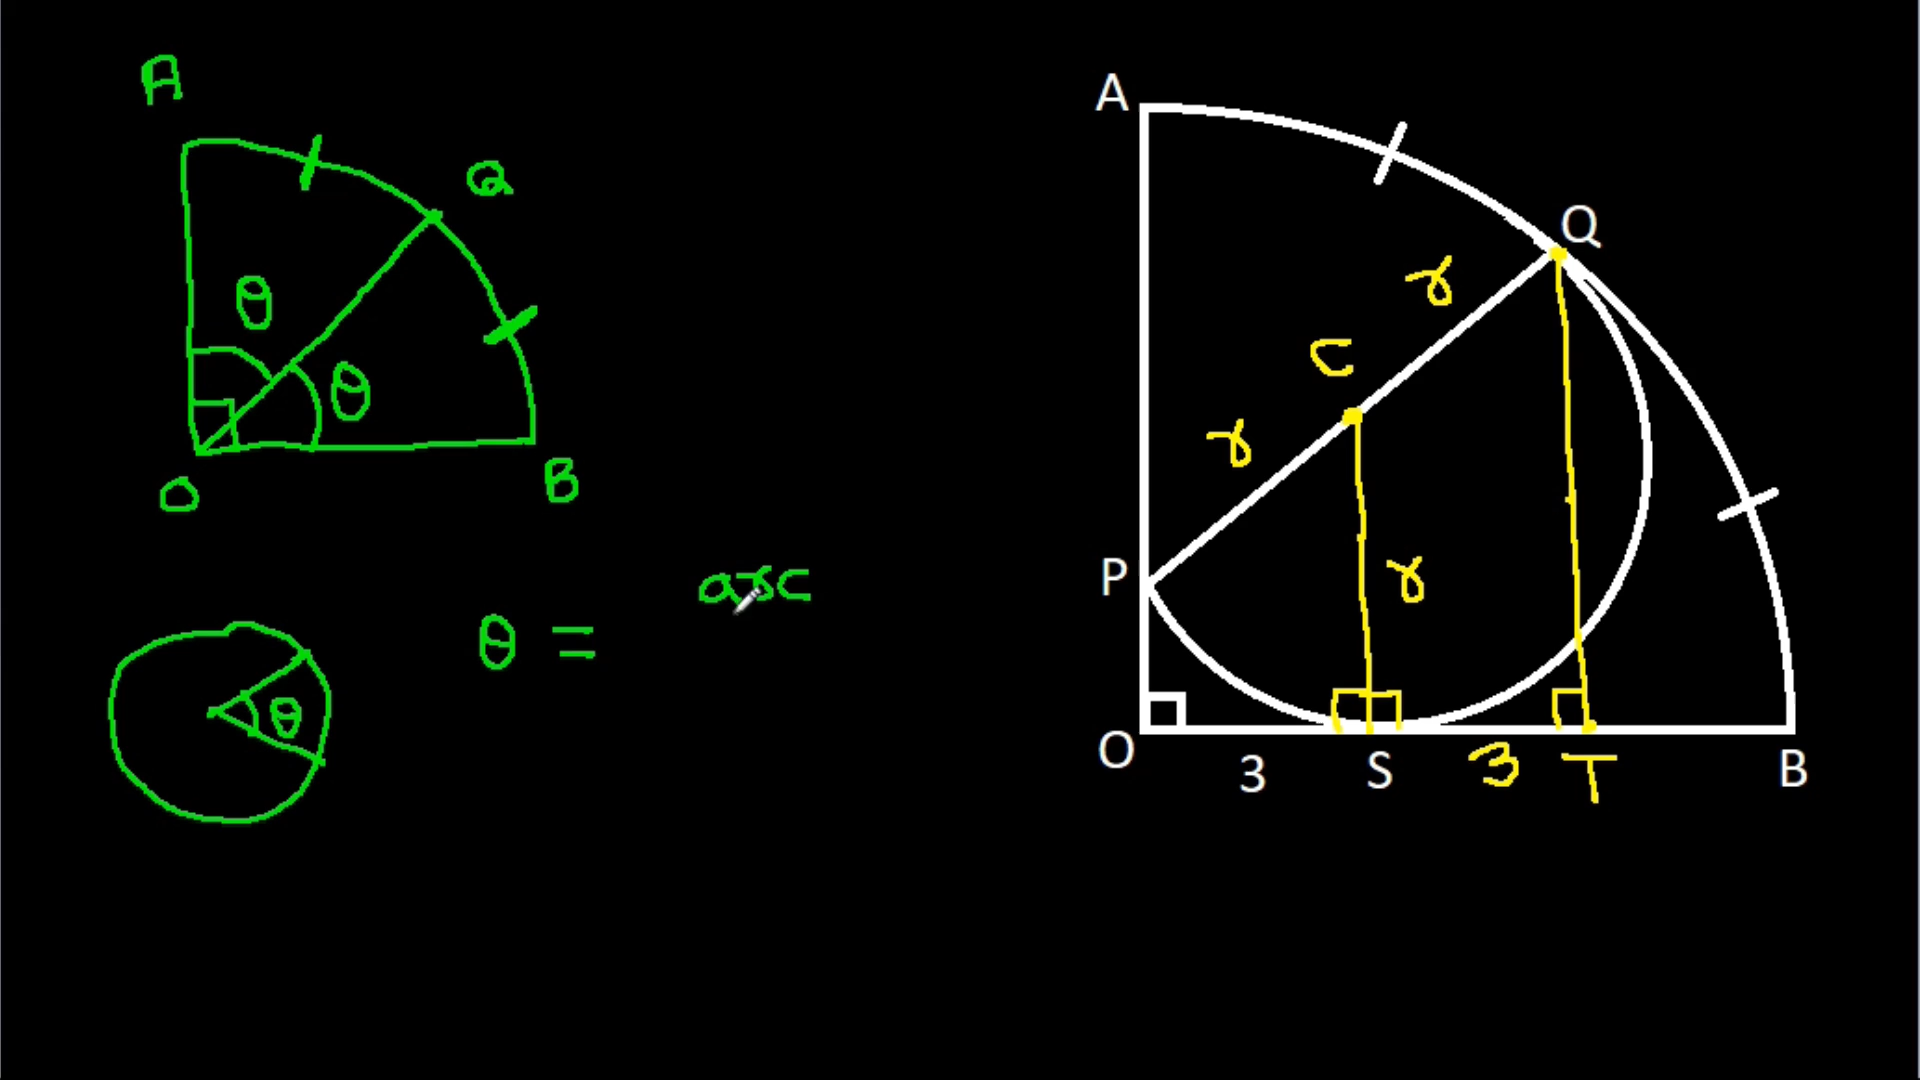 A
Q
θ
θ
O
B
θ
θ =
arc
A
Q
r
C
r
P
r
O
3
S
3
T
B